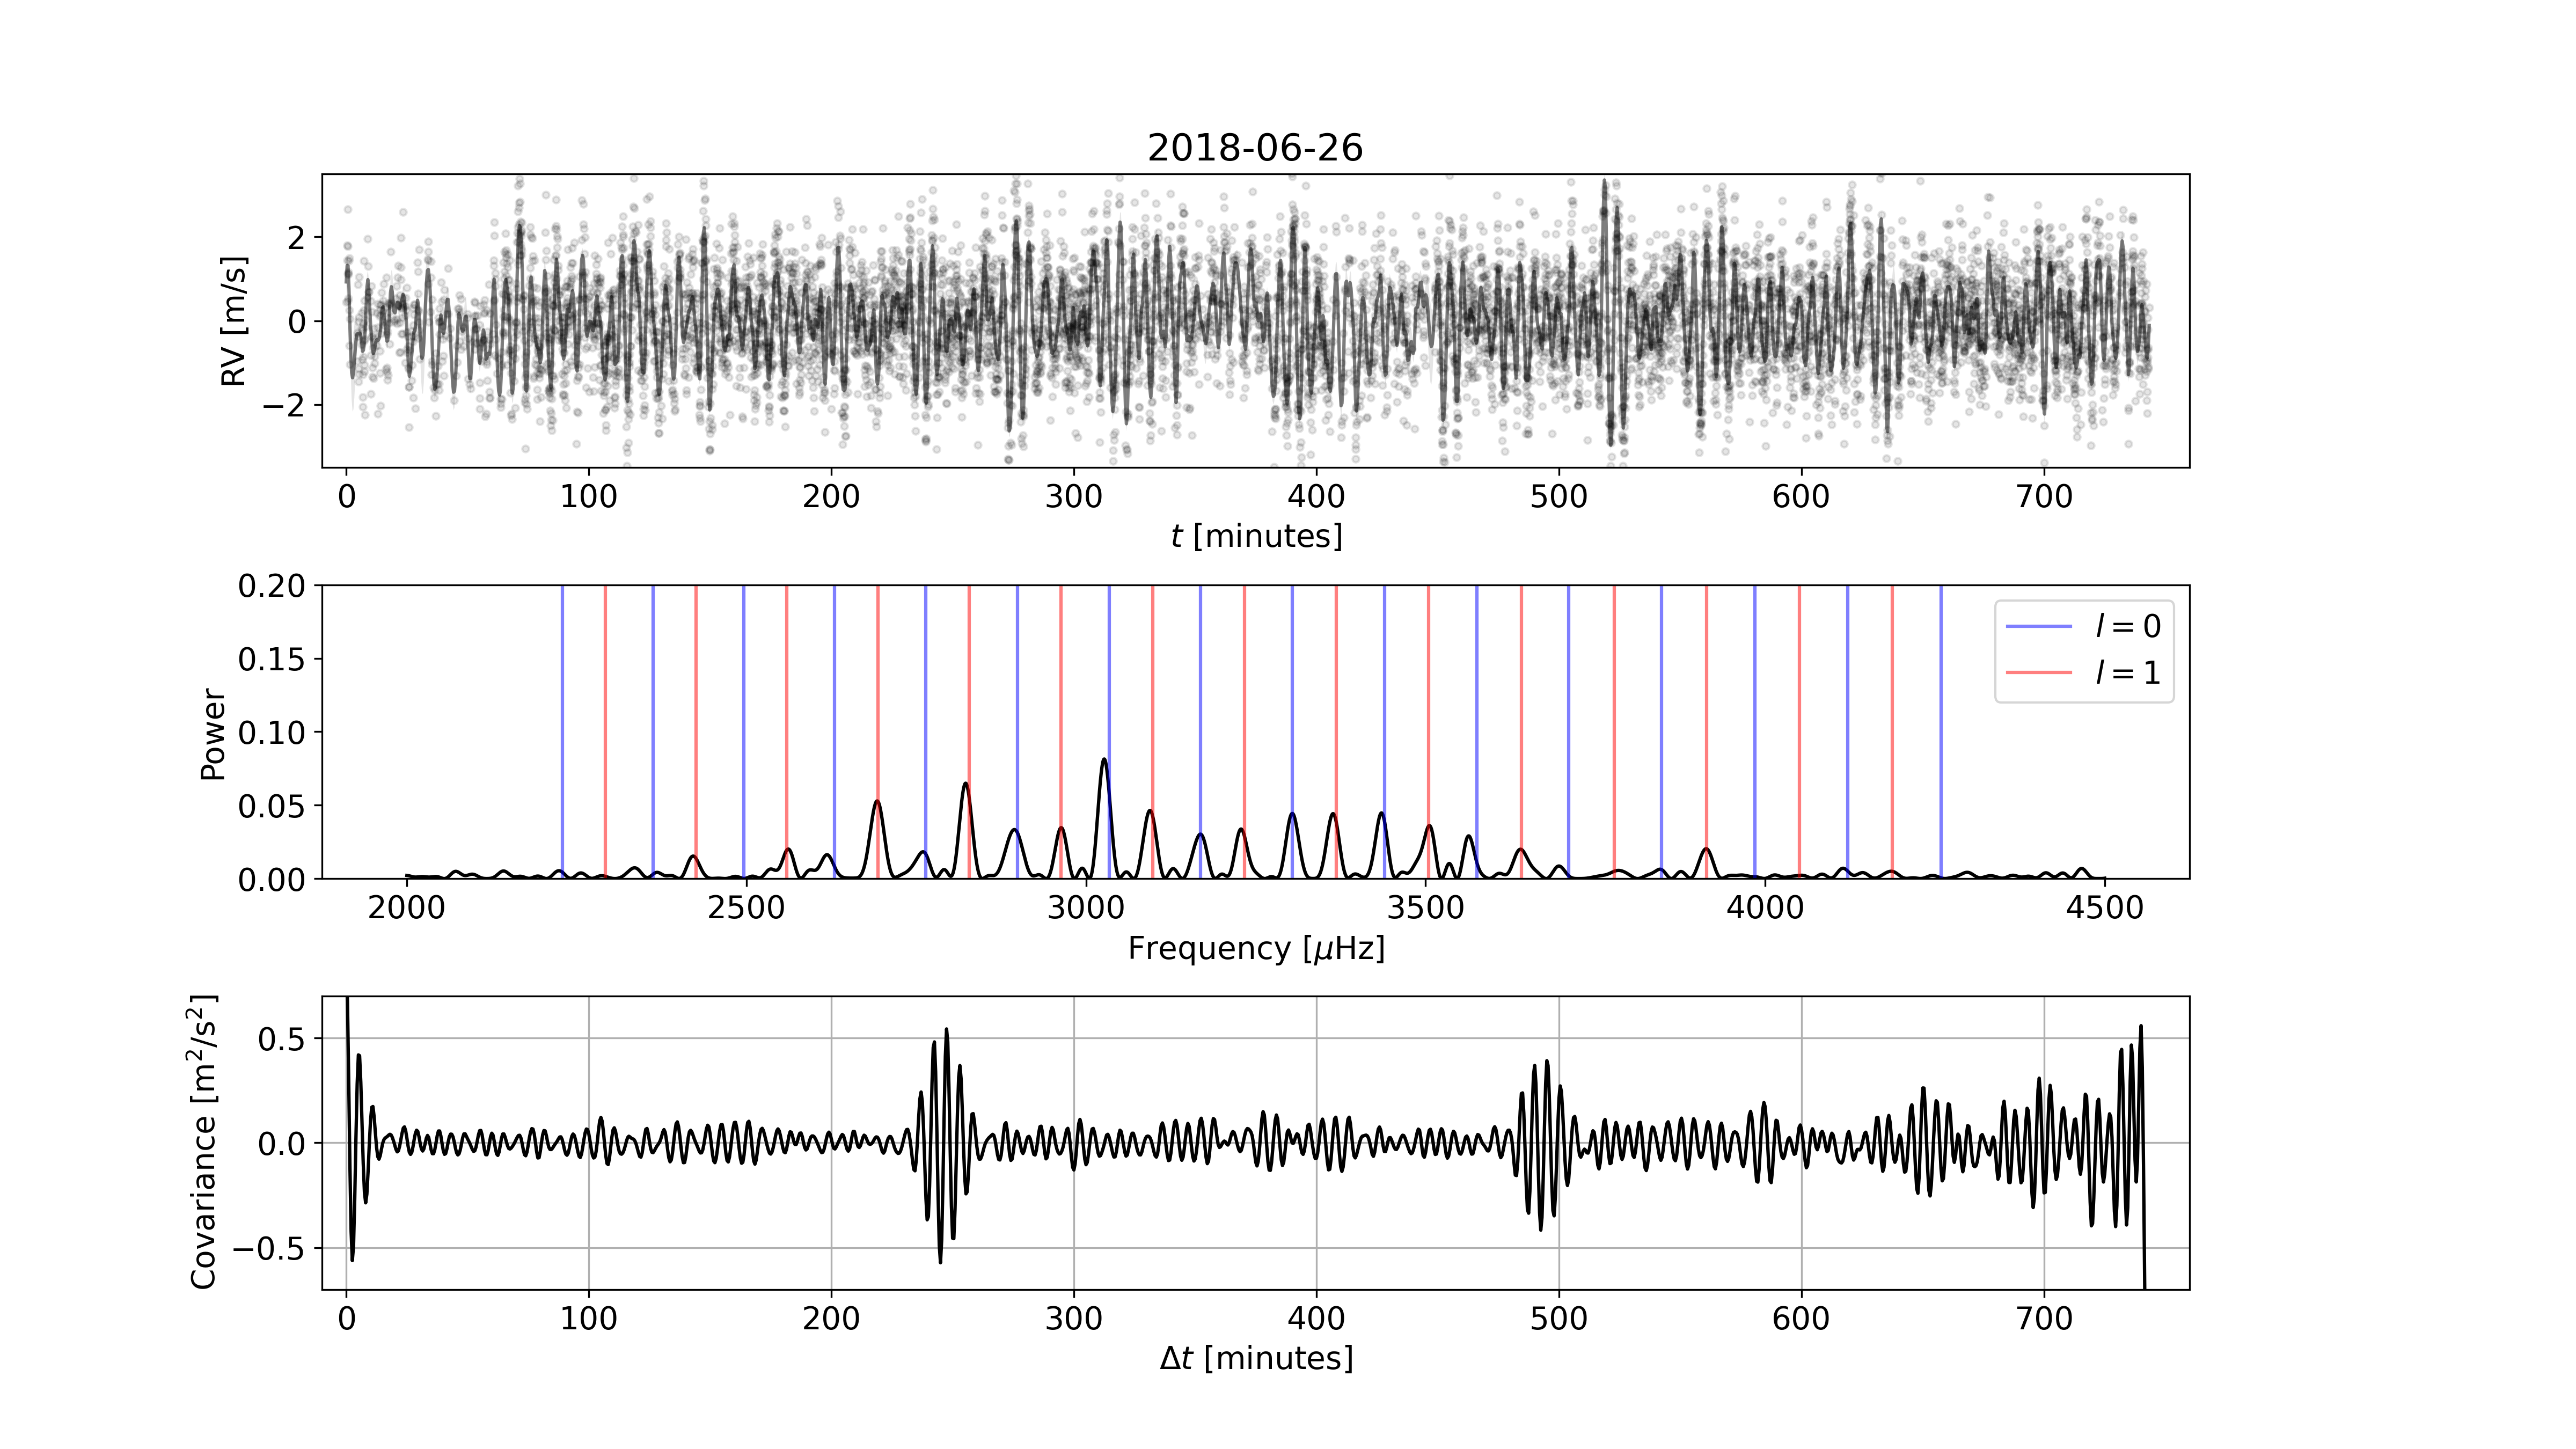 2018-06-26
2
0
−2
RV [m/s]
0 100 200 300 400 500 600 700
t [minutes]
0.20
0.15
0.10
0.05
0.00
Power
l = 0
l = 1
2000 2500 3000 3500 4000 4500
Frequency [μHz]
0.5
0.0
−0.5
Covariance [m²/s²]
0 100 200 300 400 500 600 700
Δt [minutes]